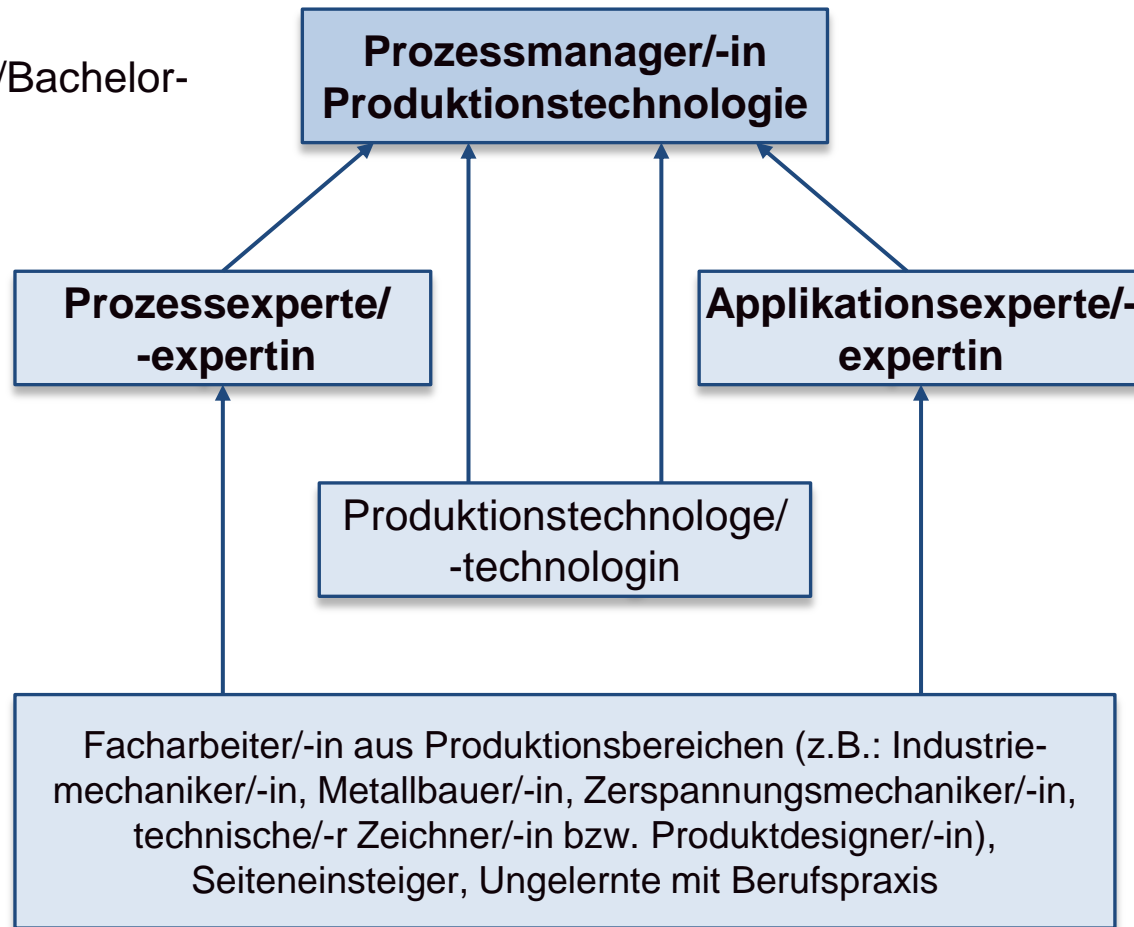 /Bachelor-
Prozessmanager/-in
Produktionstechnologie
Prozessexperte/
-expertin
Applikationsexperte/-
expertin
Produktionstechnologe/
-technologin
Facharbeiter/-in aus Produktionsbereichen (z.B.: Industrie-
mechaniker/-in, Metallbauer/-in, Zerspannungsmechaniker/-in,
technische/-r Zeichner/-in bzw. Produktdesigner/-in),
Seiteneinsteiger, Ungelernte mit Berufspraxis